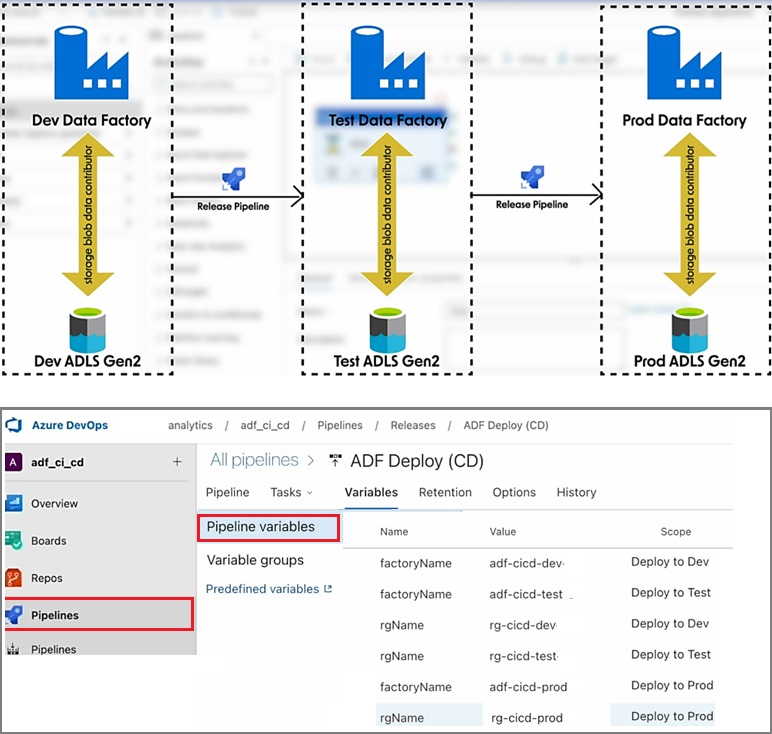 Dev Data Factory
Test Data Factory
Prod Data Factory
storage blob data contributor
storage blob data contributor
storage blob data contributor
Release Pipeline
Release Pipeline
Dev ADLS Gen2
Test ADLS Gen2
Prod ADLS Gen2
Azure DevOps
analytics / adf_ci_cd / Pipelines / Releases / ADF Deploy (CD)
A adf_ci_cd +
All pipelines > ADF Deploy (CD)
Pipeline Tasks Variables Retention Options History
Overview
Boards
Repos
Pipelines
Pipelines
Pipeline variables
Variable groups
Predefined variables
Name Value Scope
factoryName adf-cicd-dev Deploy to Dev
factoryName adf-cicd-test Deploy to Test
rgName rg-cicd-dev Deploy to Dev
rgName rg-cicd-test Deploy to Test
factoryName adf-cicd-prod Deploy to Prod
rgName rg-cicd-prod Deploy to Prod